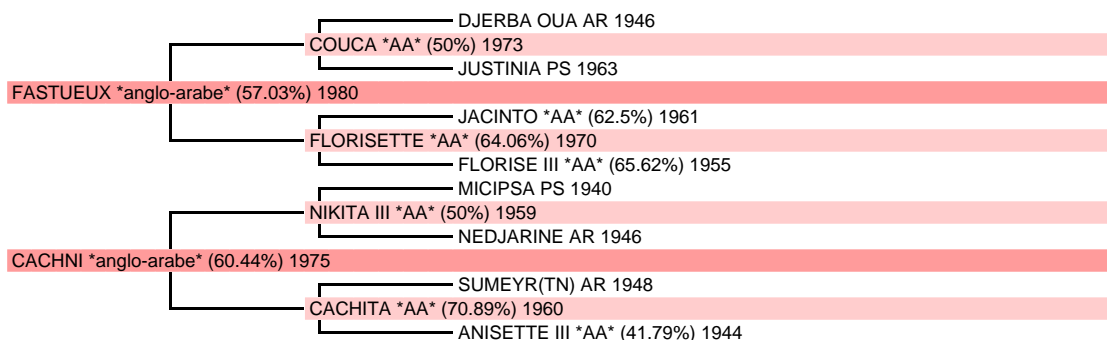 DJERBA OUA AR 1946
COUCA *AA* (50%) 1973
JUSTINIA PS 1963
FASTUEUX *anglo-arabe* (57.03%) 1980
JACINTO *AA* (62.5%) 1961
FLORISETTE *AA* (64.06%) 1970
FLORISE III *AA* (65.62%) 1955
MICIPSA PS 1940
NIKITA III *AA* (50%) 1959
NEDJARINE AR 1946
CACHNI *anglo-arabe* (60.44%) 1975
SUMEYR(TN) AR 1948
CACHITA *AA* (70.89%) 1960
ANISETTE III *AA* (41.79%) 1944